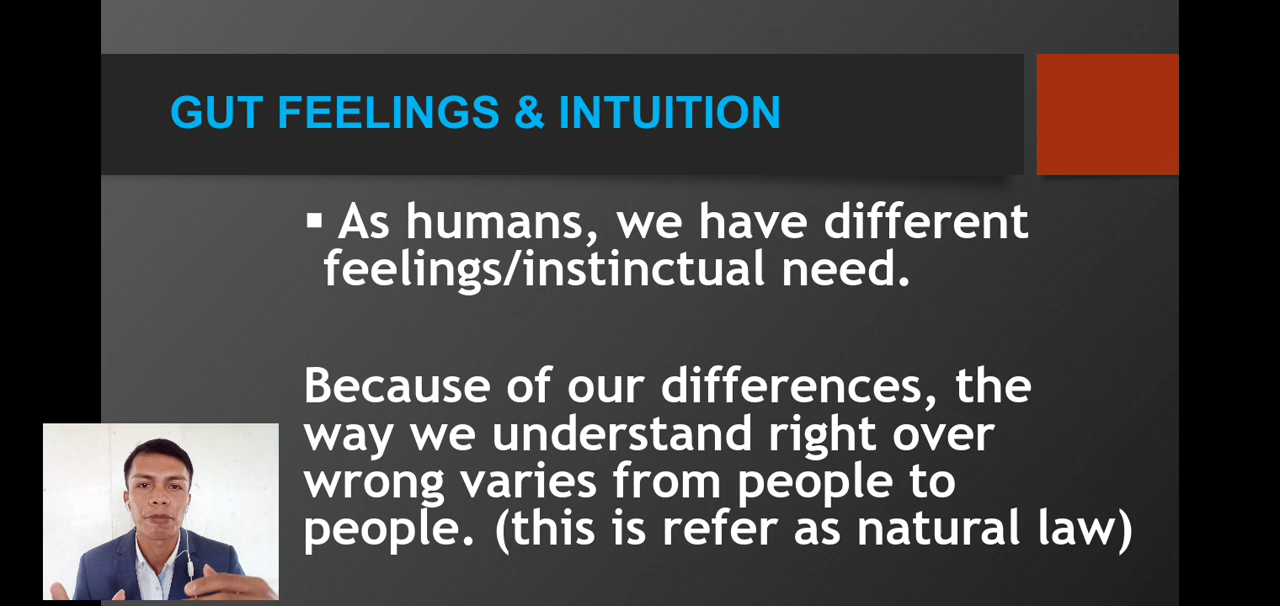 GUT FEELINGS & INTUITION
▪ As humans, we have different
feelings/instinctual need.
Because of our differences, the
way we understand right over
wrong varies from people to
people. (this is refer as natural law)